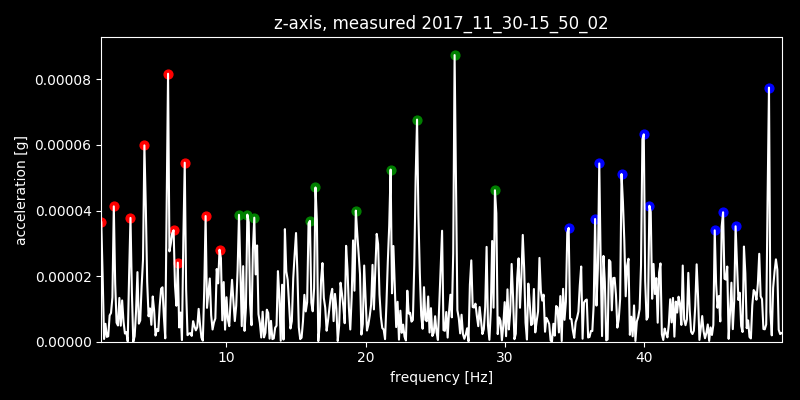 z-axis, measured 2017_11_30-15_50_02
acceleration [g]
0.00008
0.00006
0.00004
0.00002
0.00000
10 20 30 40
frequency [Hz]